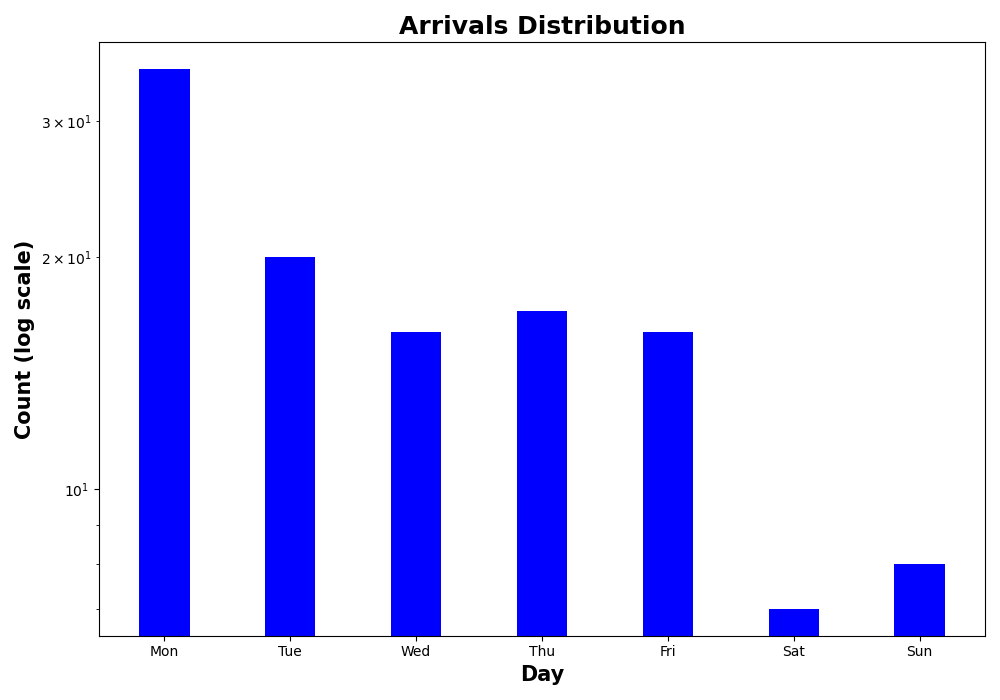 Arrivals Distribution
Count (log scale)
3 × 10¹
2 × 10¹
10¹
Mon Tue Wed Thu Fri Sat Sun
Day